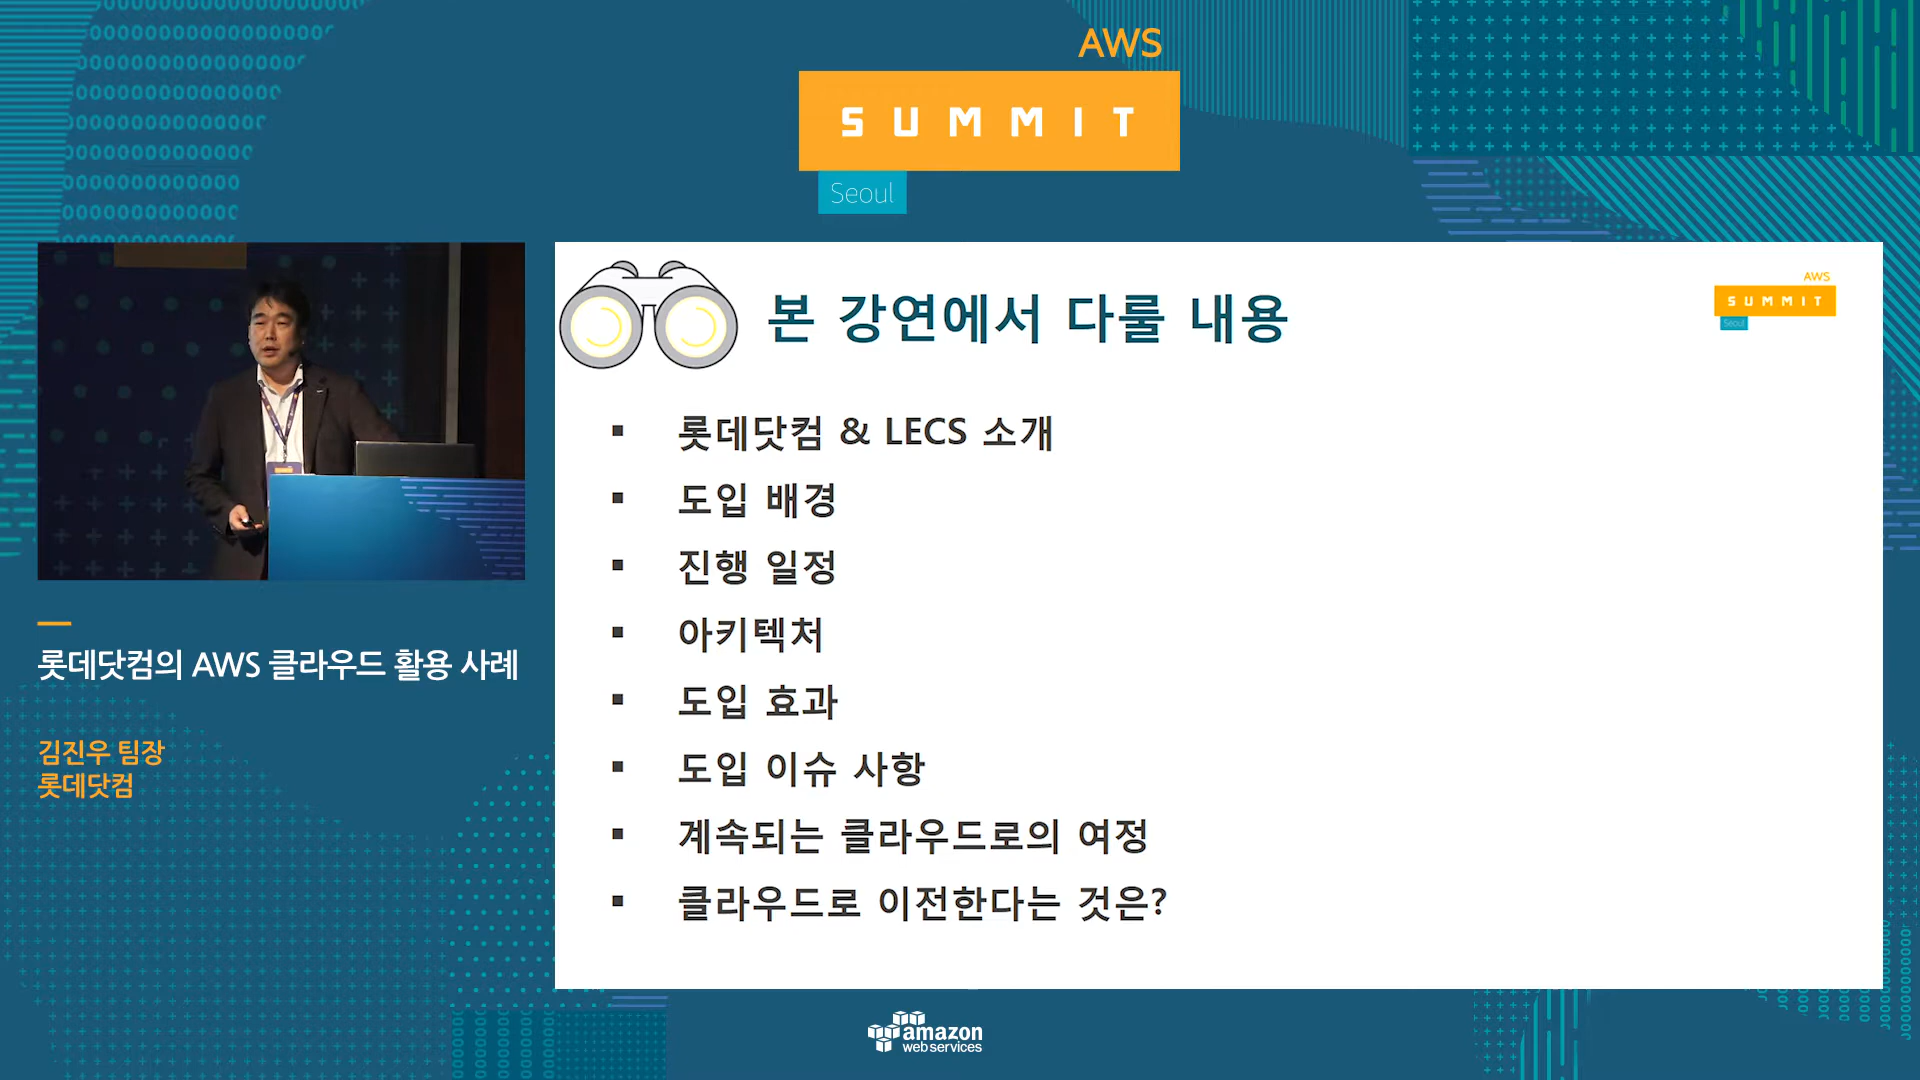 AWS
SUMMIT
Seoul
본 강연에서 다룰 내용
AWS
SUMMIT
Seoul
▪ 롯데닷컴 & LECS 소개
▪ 도입 배경
▪ 진행 일정
▪ 아키텍처
▪ 도입 효과
▪ 도입 이슈 사항
▪ 계속되는 클라우드로의 여정
▪ 클라우드로 이전한다는 것은?
롯데닷컴의 AWS 클라우드 활용 사례
김진우 팀장
롯데닷컴
amazon
web services